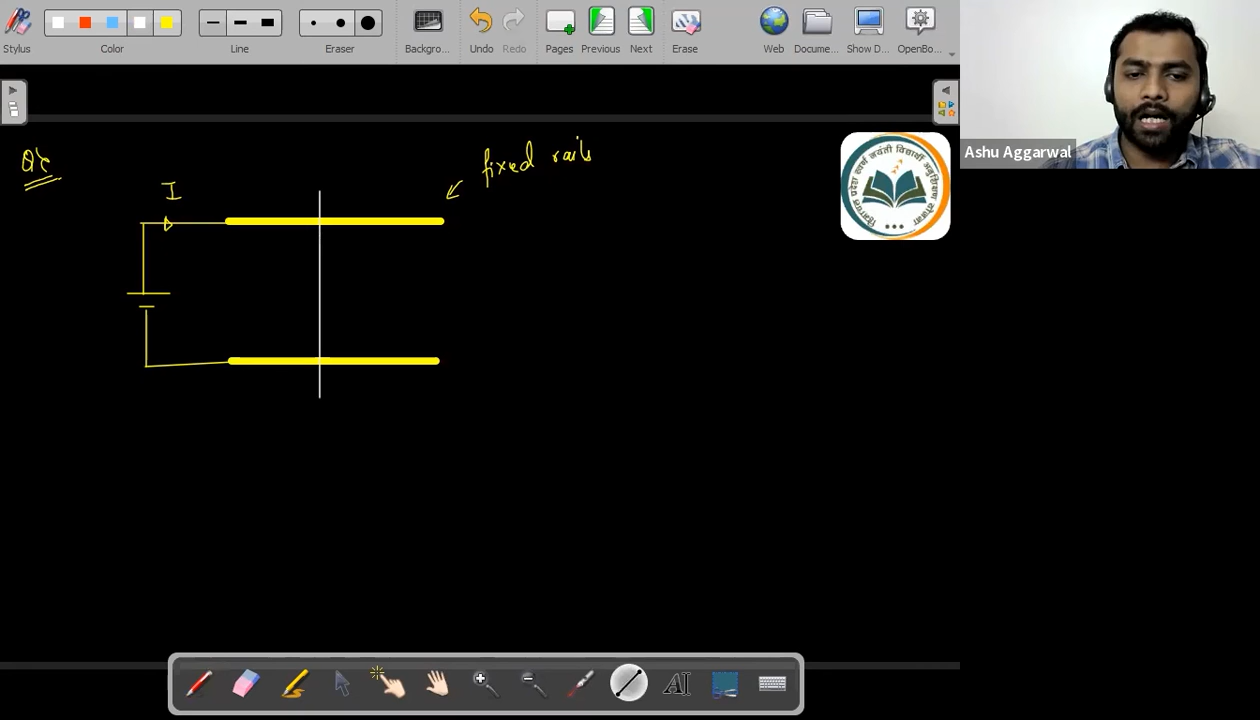 Stylus
Color
Line
Eraser
Backgro...
Undo
Redo
Pages
Previous
Next
Erase
Web
Docume...
Show D...
OpenBo...
Ashu Aggarwal
fixed rails
I
AI